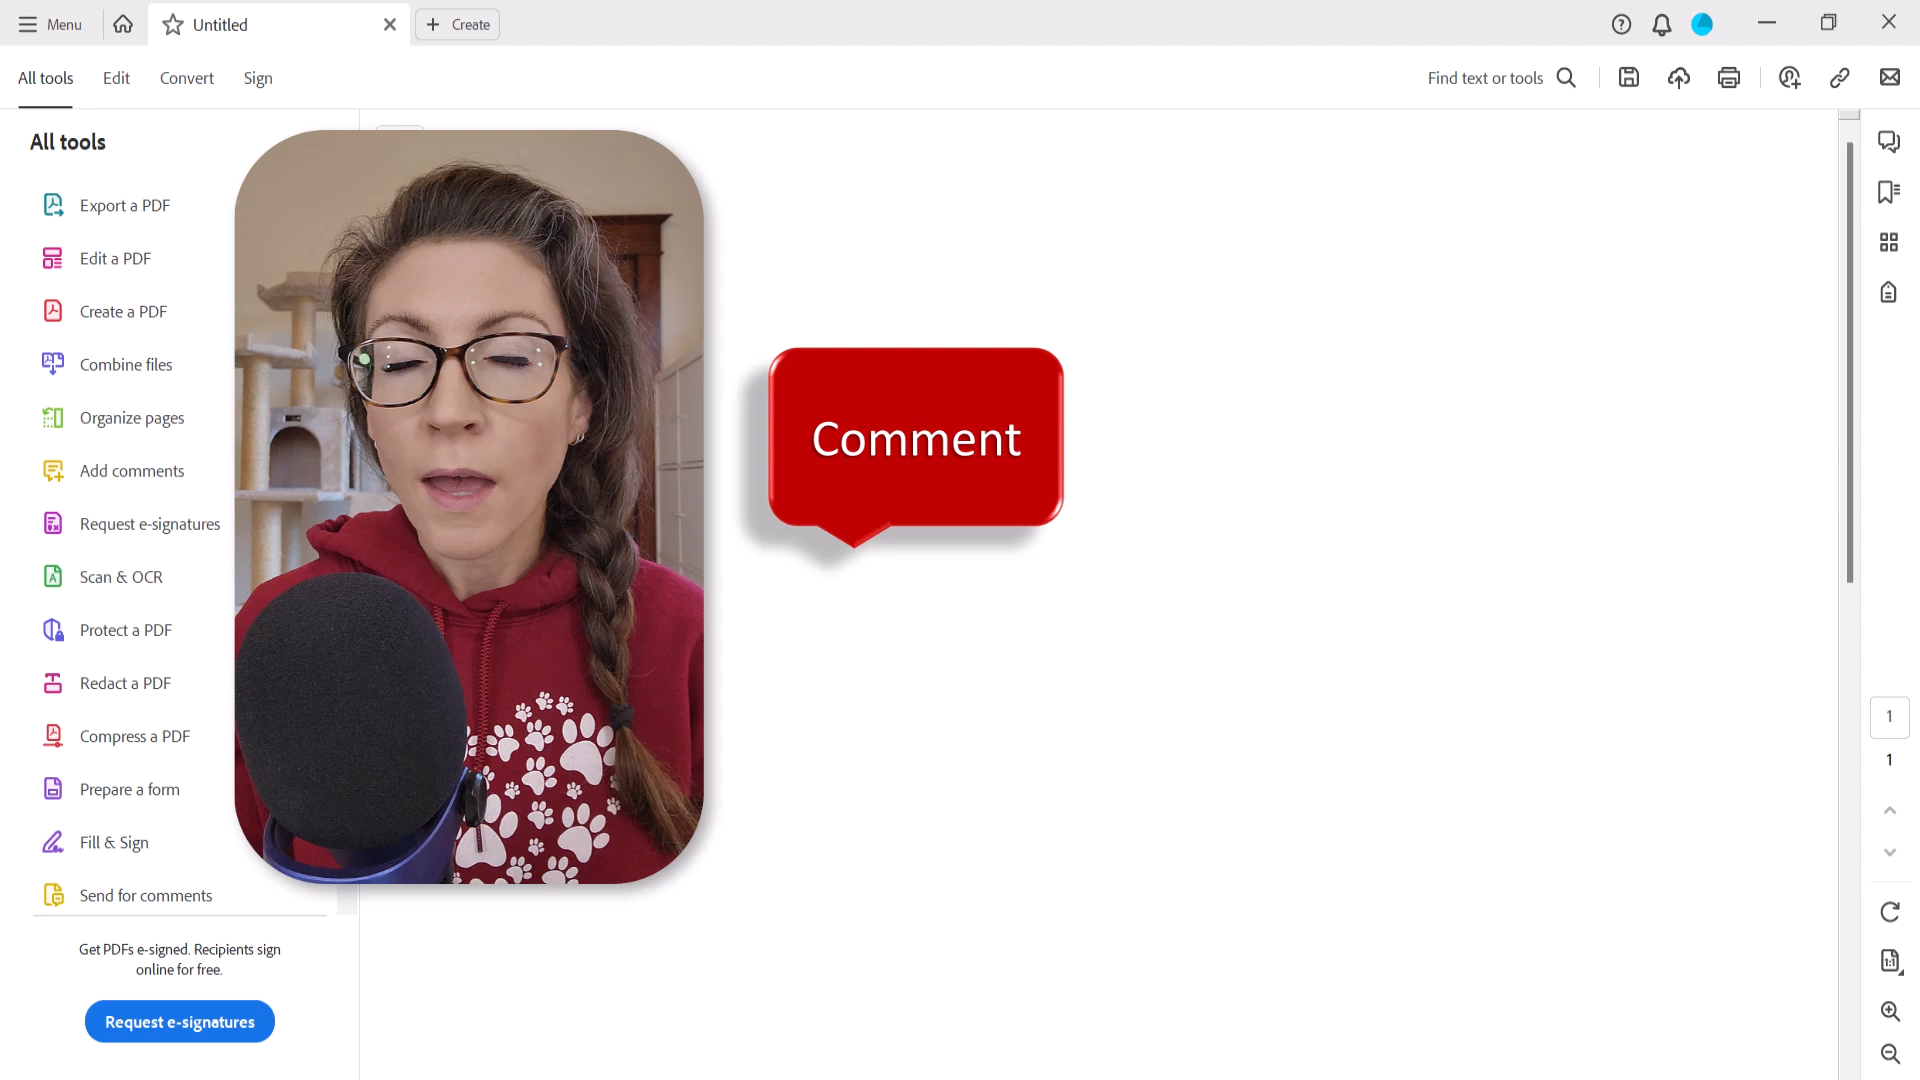 Menu
Untitled
Create
All tools
Edit
Convert
Sign
Find text or tools
All tools
Export a PDF
Edit a PDF
Create a PDF
Combine files
Organize pages
Add comments
Request e-signatures
Scan & OCR
Protect a PDF
Redact a PDF
Compress a PDF
Prepare a form
Fill & Sign
Send for comments
Get PDFs e-signed. Recipients sign
online for free.
Request e-signatures
Comment
1
1